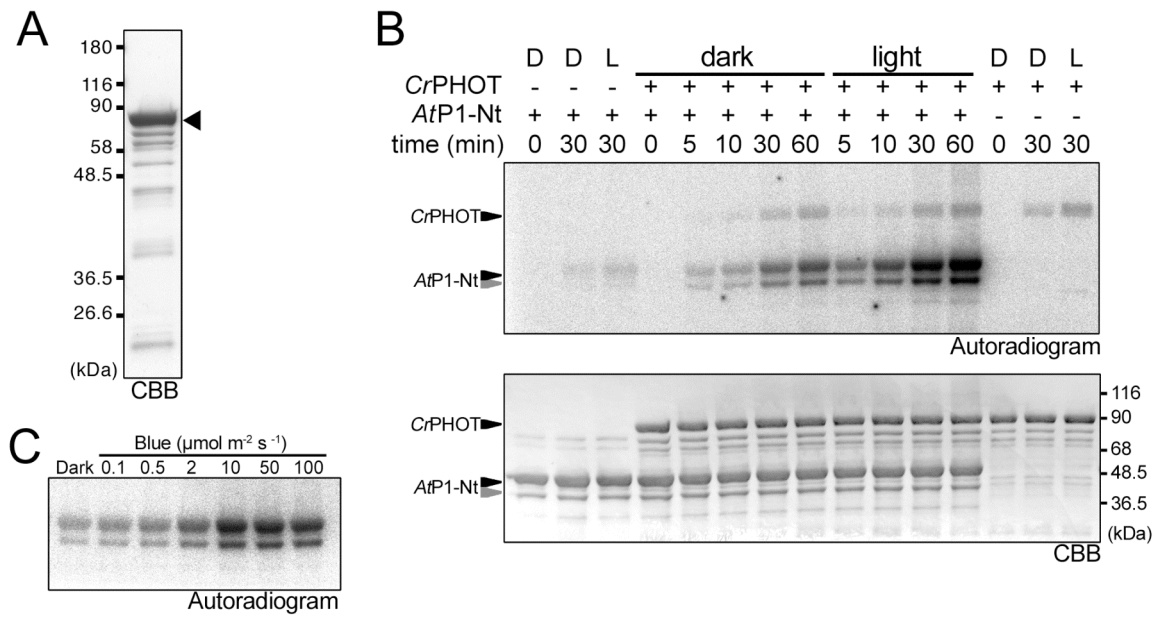 A
180
116
90
58
48.5
36.5
26.6
(kDa)
CBB
B
D D L dark light D D L
CrPHOT - - - + + + + + + + + + + + +
AtP1-Nt + + + + + + + + + + + + - - -
time (min) 0 30 30 0 5 10 30 60 5 10 30 60 0 30 30
CrPHOT
AtP1-Nt
Autoradiogram
CrPHOT
AtP1-Nt
116
90
68
48.5
36.5
(kDa)
CBB
C
Blue (µmol m-2 s -1)
Dark 0.1 0.5 2 10 50 100
Autoradiogram